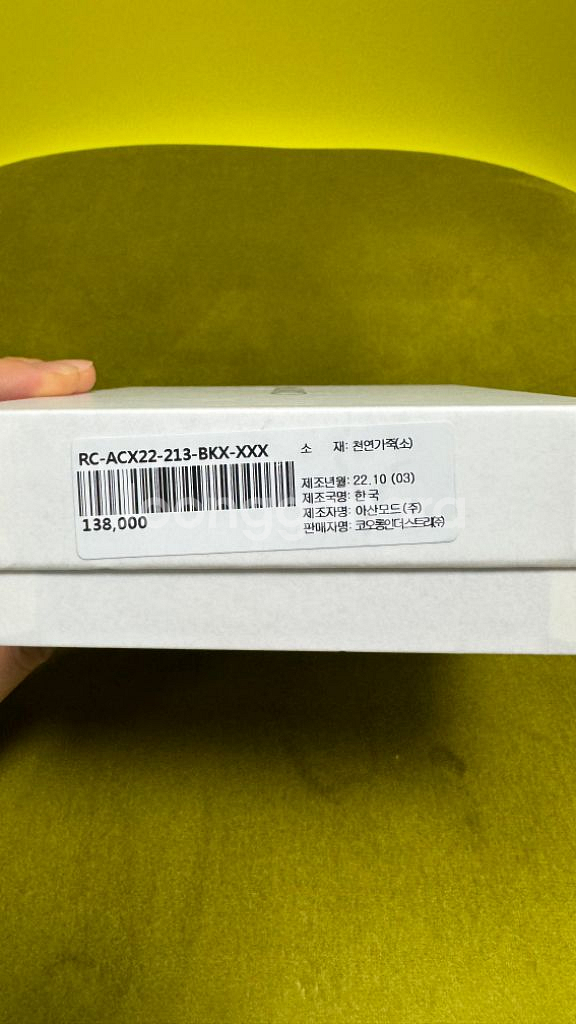 RC-ACX22-213-BKX-XXX
138,000
소 재: 천연가죽(소)
제조년월: 22.10 (03)
제조국명: 한국
제조자명: 아산모드(주)
판매자명: 코오롱인더스트리(주)